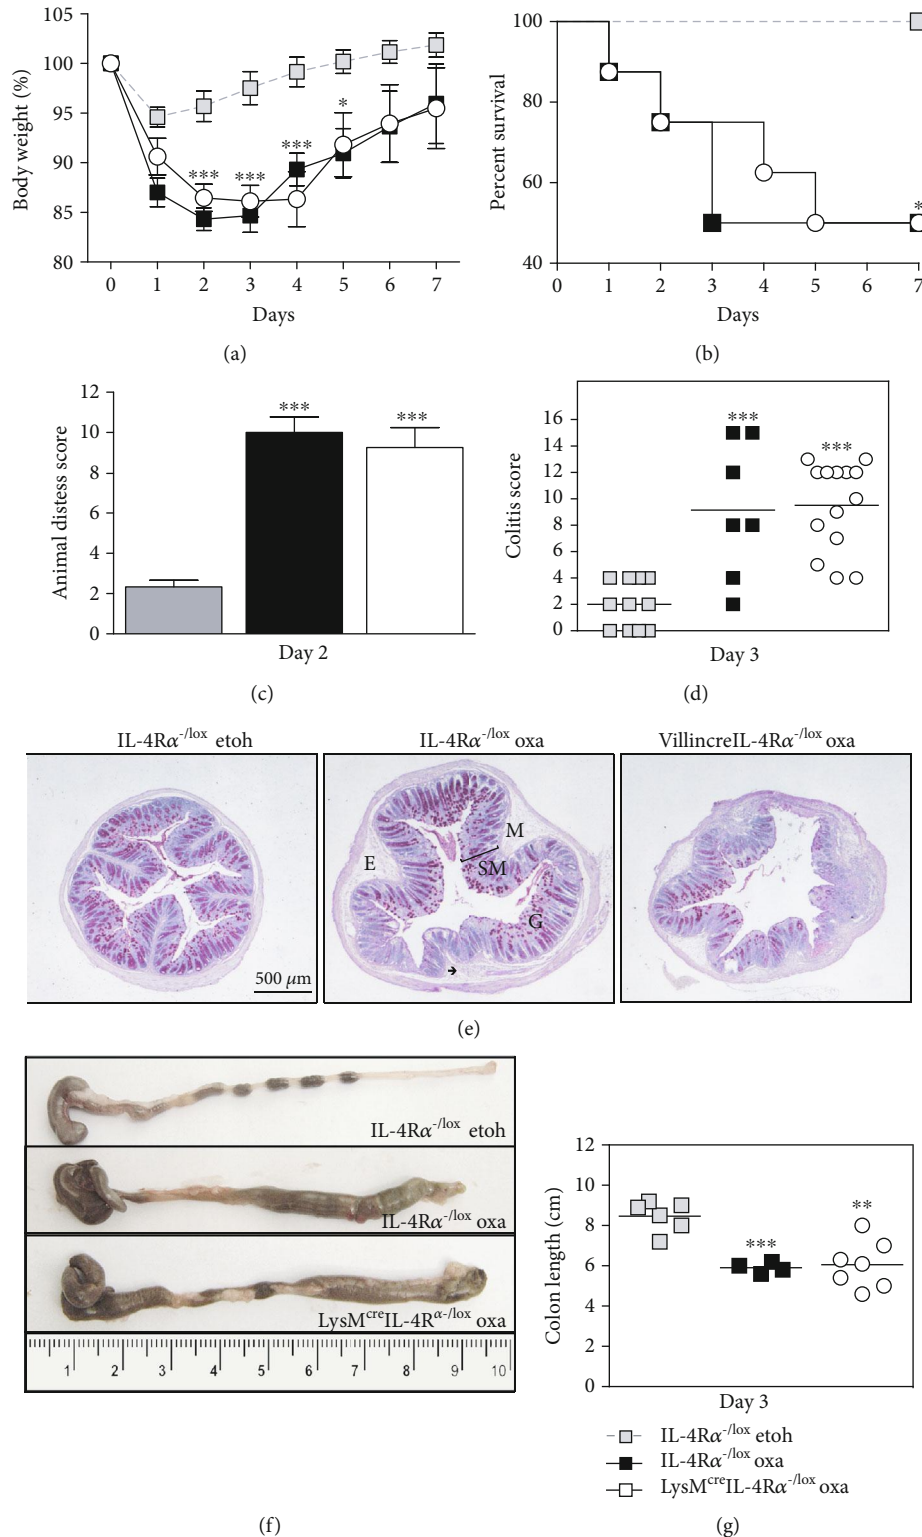 105
100
95
90
85
80
Body weight (%)
***
***
***
*
0 1 2 3 4 5 6 7
Days
(a)
100
80
60
40
Percent survival
*
0 1 2 3 4 5 6 7
Days
(b)
12
10
8
6
4
2
0
Animal distess score
***
***
Day 2
(c)
16
14
12
10
8
6
4
2
0
Colitis score
***
***
Day 3
(d)
IL-4Rα-/lox etoh
IL-4Rα-/lox oxa
VillincreIL-4Rα-/lox oxa
500 µm
E
M
SM
G
(e)
IL-4Rα-/lox etoh
IL-4Rα-/lox oxa
LysMcreIL-4Rα-/lox oxa
1 2 3 4 5 6 7 8 9 10
(f)
12
10
8
6
4
2
0
Colon length (cm)
***
**
Day 3
IL-4Rα-/lox etoh
IL-4Rα-/lox oxa
LysMcreIL-4Rα-/lox oxa
(g)